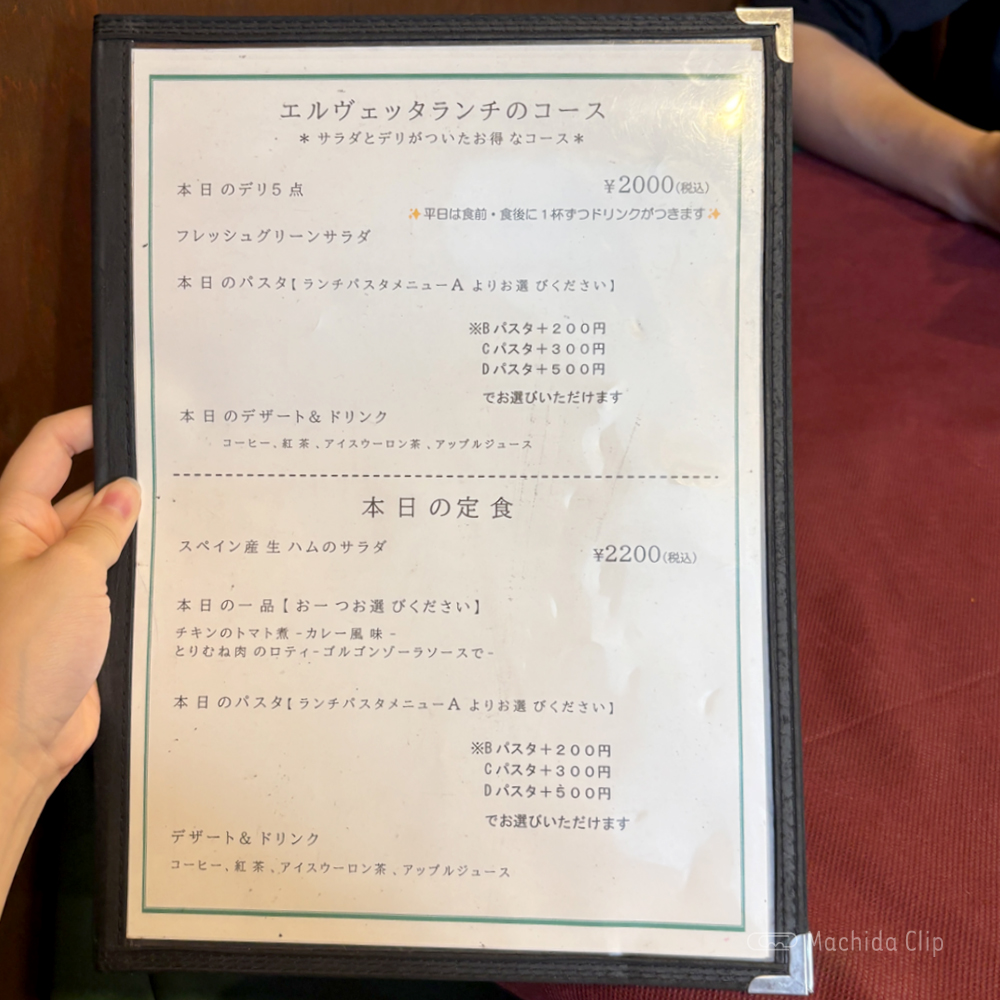 エルヴェッタランチのコース
＊サラダとデリがついたお得なコース＊
本日のデリ5点
¥2000(税込)
✨平日は食前・食後に１杯ずつドリンクがつきます✨
フレッシュグリーンサラダ
本日のパスタ【ランチパスタメニューA よりお選びください】
※Bパスタ＋２００円
Cパスタ＋３００円
Dパスタ＋５００円
でお選びいただけます
本日のデザート＆ドリンク
コーヒー、紅茶、アイスウーロン茶、アップルジュース
本日の定食
スペイン産生ハムのサラダ
¥2200(税込)
本日の一品【お一つお選びください】
チキンのトマト煮-カレー風味-
とりむね肉のロティ-ゴルゴンゾーラソースで-
本日のパスタ【ランチパスタメニューA よりお選びください】
※Bパスタ＋２００円
Cパスタ＋３００円
Dパスタ＋５００円
でお選びいただけます
デザート＆ドリンク
コーヒー、紅茶、アイスウーロン茶、アップルジュース
Machida Clip